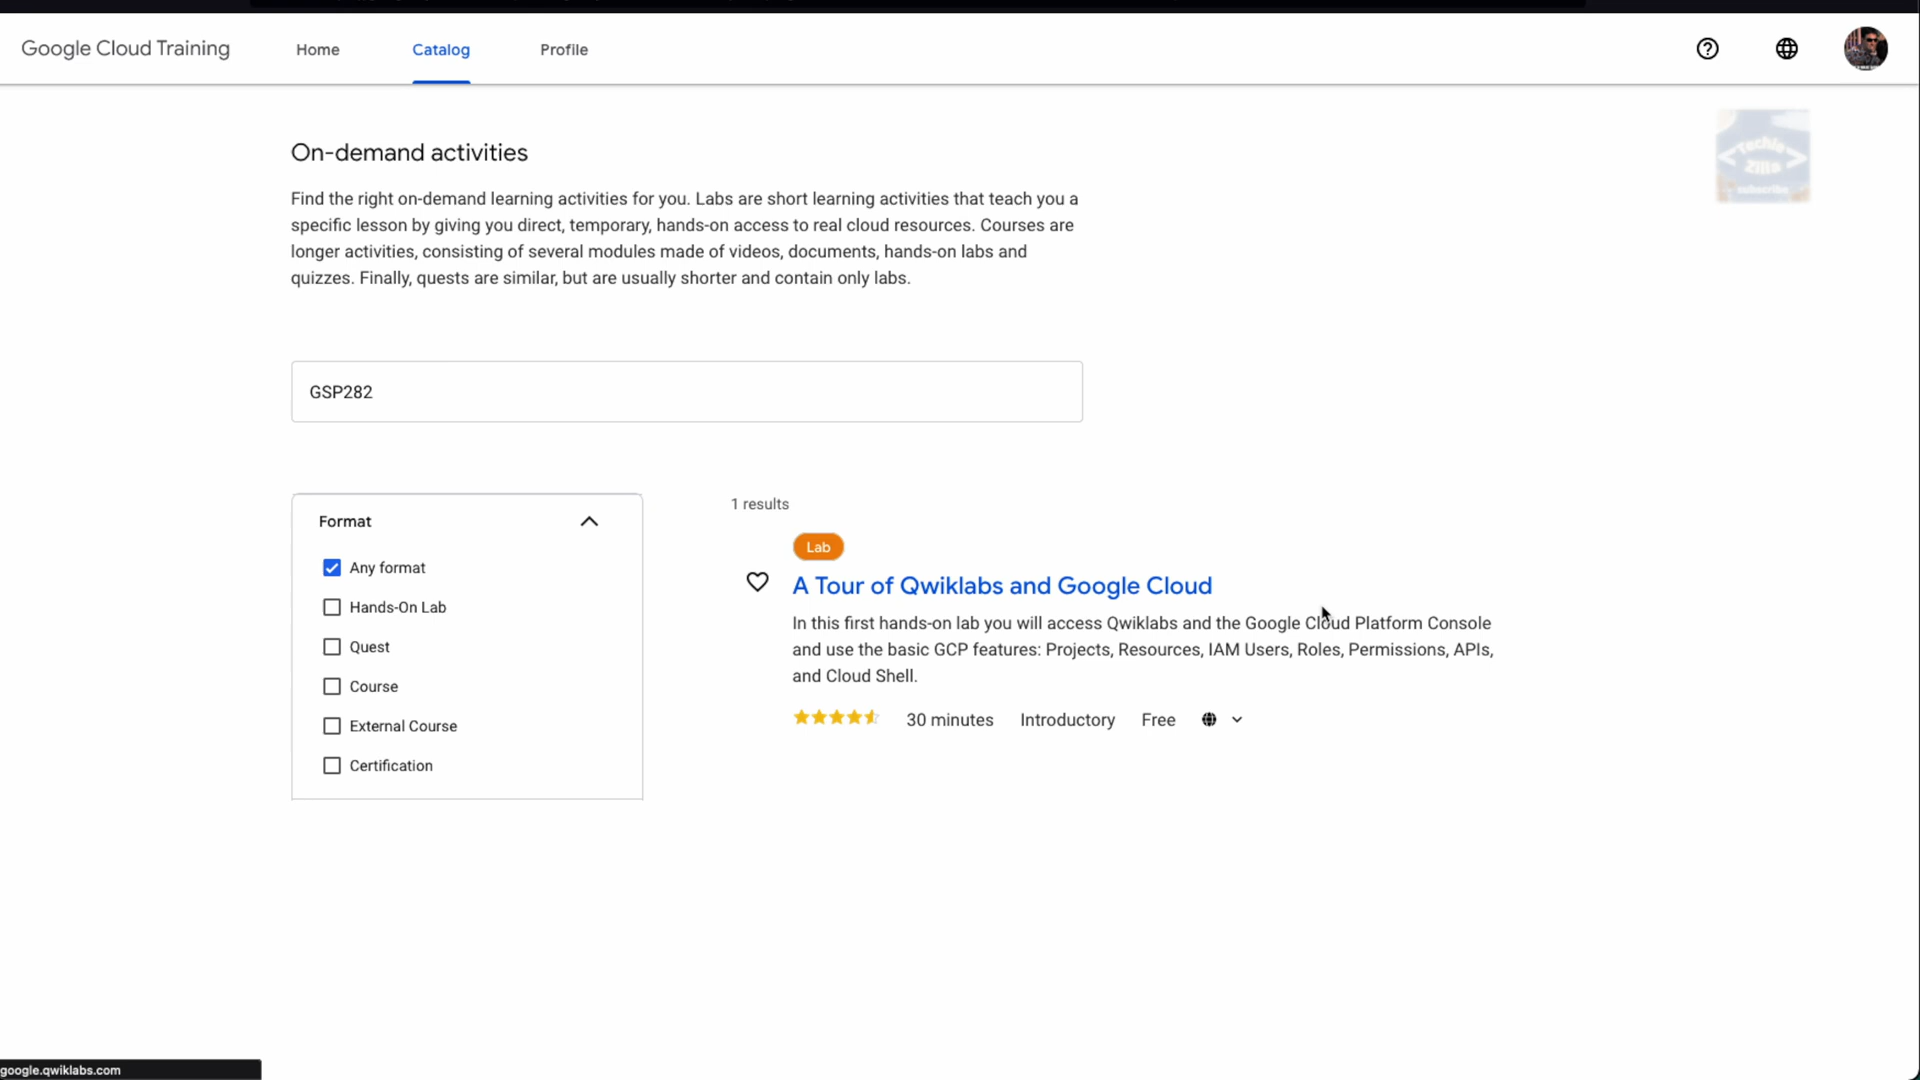 Google Cloud Training
Home
Catalog
Profile
On-demand activities
Find the right on-demand learning activities for you. Labs are short learning activities that teach you a
specific lesson by giving you direct, temporary, hands-on access to real cloud resources. Courses are
longer activities, consisting of several modules made of videos, documents, hands-on labs and
quizzes. Finally, quests are similar, but are usually shorter and contain only labs.
<Techie
Zilla>
subscribe
GSP282
Format
Any format
Hands-On Lab
Quest
Course
External Course
Certification
1 results
Lab
A Tour of Qwiklabs and Google Cloud
In this first hands-on lab you will access Qwiklabs and the Google Cloud Platform Console
and use the basic GCP features: Projects, Resources, IAM Users, Roles, Permissions, APIs,
and Cloud Shell.
30 minutes
Introductory
Free
google.qwiklabs.com